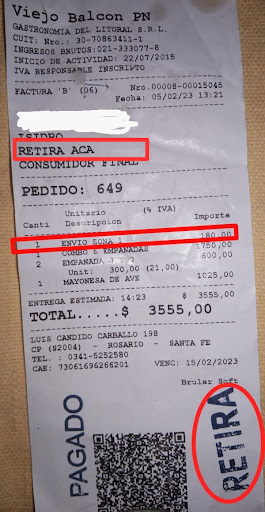 Viejo Balcon PN
GASTRONOMIA DEL LITORAL S.R.L.
CUIT: Nro.: 30-70863411-1
INGRESOS BRUTOS:021-333077-8
INICIO DE ACTIVIDAD: 22/07/2015
IVA RESPONSABLE INSCRIPTO
FACTURA 'B' (06) Nro.00008-00015045
Fecha: 05/02/23 13:21
ISIDRO
RETIRA ACA
CONSUMIDOR FINAL
PEDIDO: 649
Unitario (% IVA)
Canti Descripcion Importe
1 ENVIO ZONA 1 180,00
1 COMBO 6 EMPANADAS 1750,00
2 EMPANADA 600,00
Unit: 300,00 (21,00)
1 MAYONESA DE AVE 1025,00
ENTREGA ESTIMADA: 14:23 $ 3555,00
TOTAL.....$ 3555,00
LUIS CANDIDO CARBALLO 198
CP (S2004) - ROSARIO - SANTA FE
TEL. : 0341-5252580
CAE: 73061696266201 VENC: 15/02/2023
Bruler Soft
PAGADO
RETIRA